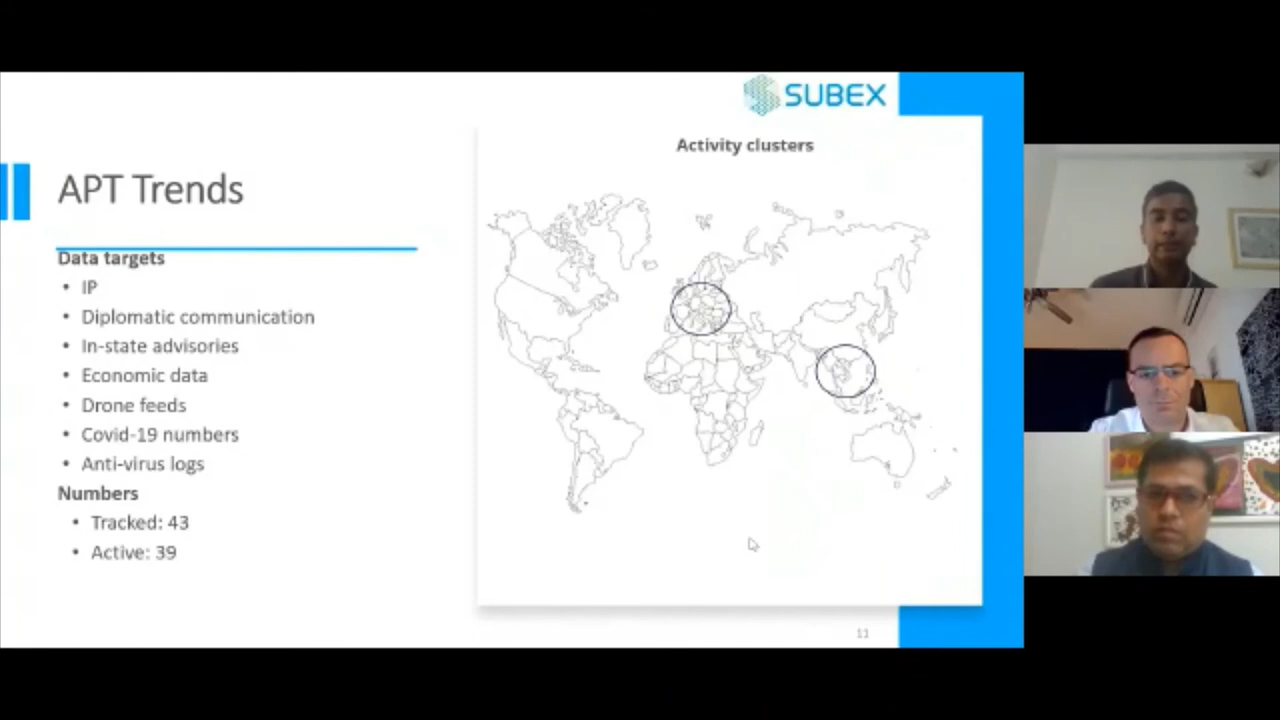 SUBEX
Activity clusters
APT Trends
Data targets
• IP
• Diplomatic communication
• In-state advisories
• Economic data
• Drone feeds
• Covid-19 numbers
• Anti-virus logs
Numbers
• Tracked: 43
• Active: 39
11